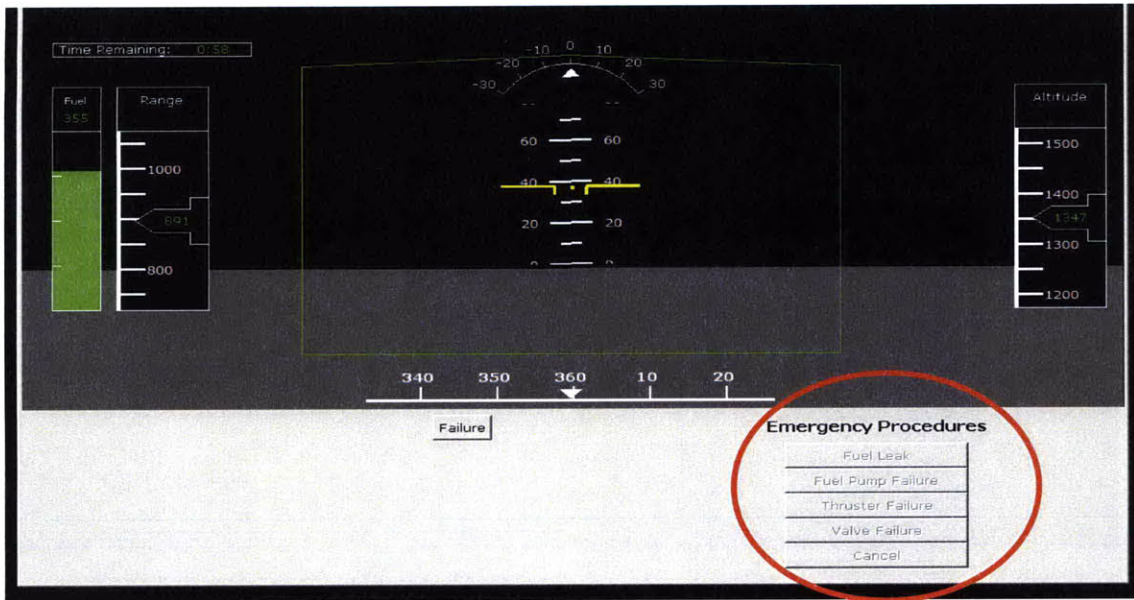 Time Remaining: 0:58
-10 0 10
-20 20
-30 30
Fuel
355
Range
1000
891
800
-- --
60 60
40 40
20 20
0 0
Altitude
1500
1400
1347
1300
1200
340 350 360 10 20
Failure
Emergency Procedures
Fuel Leak
Fuel Pump Failure
Thruster Failure
Valve Failure
Cancel